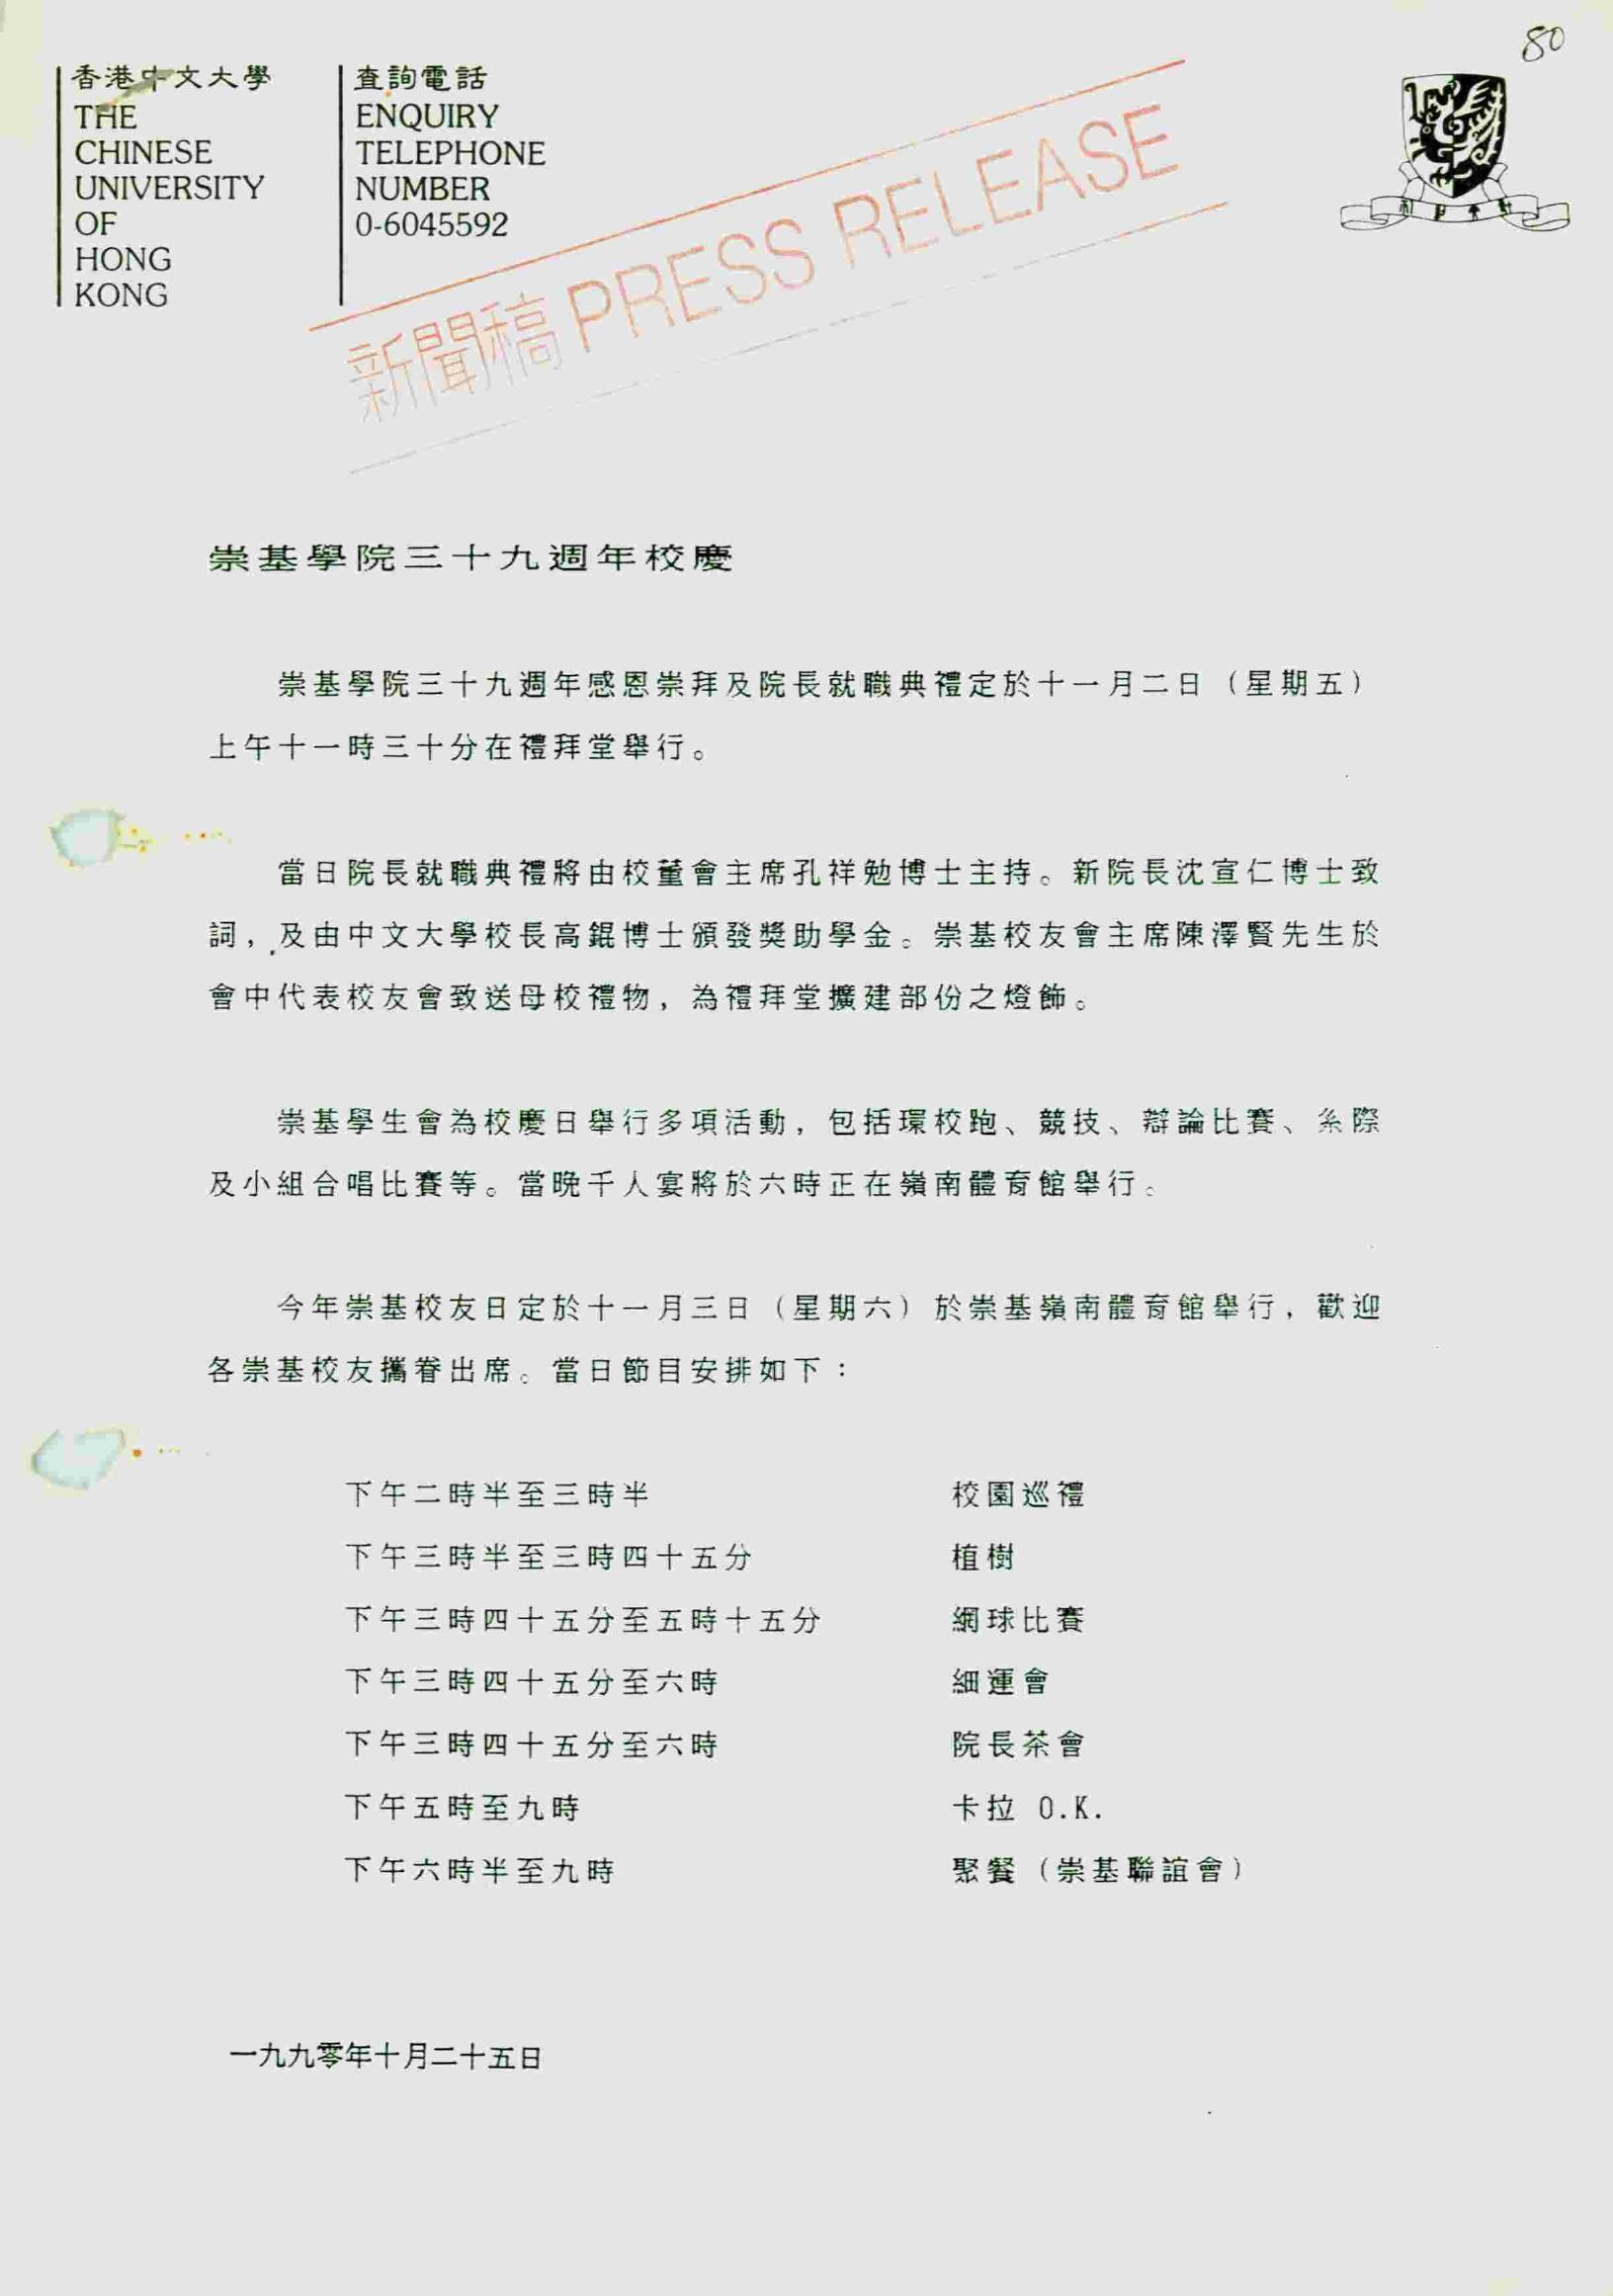 80
香港中文大學
THE
CHINESE
UNIVERSITY
OF
HONG
KONG
查詢電話
ENQUIRY
TELEPHONE
NUMBER
0-6045592
新聞稿 PRESS RELEASE
崇基學院三十九週年校慶
崇基學院三十九週年感恩崇拜及院長就職典禮定於十一月二日（星期五）
上午十一時三十分在禮拜堂舉行。
當日院長就職典禮將由校董會主席孔祥勉博士主持。新院長沈宣仁博士致
詞，及由中文大學校長高錕博士頒發獎助學金。崇基校友會主席陳澤賢先生於
會中代表校友會致送母校禮物，為禮拜堂擴建部份之燈飾。
崇基學生會為校慶日舉行多項活動，包括環校跑、競技、辯論比賽、系際
及小組合唱比賽等。當晚千人宴將於六時正在嶺南體育館舉行。
今年崇基校友日定於十一月三日（星期六）於崇基嶺南體育館舉行，歡迎
各崇基校友攜眷出席。當日節目安排如下：
下午二時半至三時半 校園巡禮
下午三時半至三時四十五分 植樹
下午三時四十五分至五時十五分 網球比賽
下午三時四十五分至六時 細運會
下午三時四十五分至六時 院長茶會
下午五時至九時 卡拉 O.K.
下午六時半至九時 聚餐（崇基聯誼會）
一九九零年十月二十五日